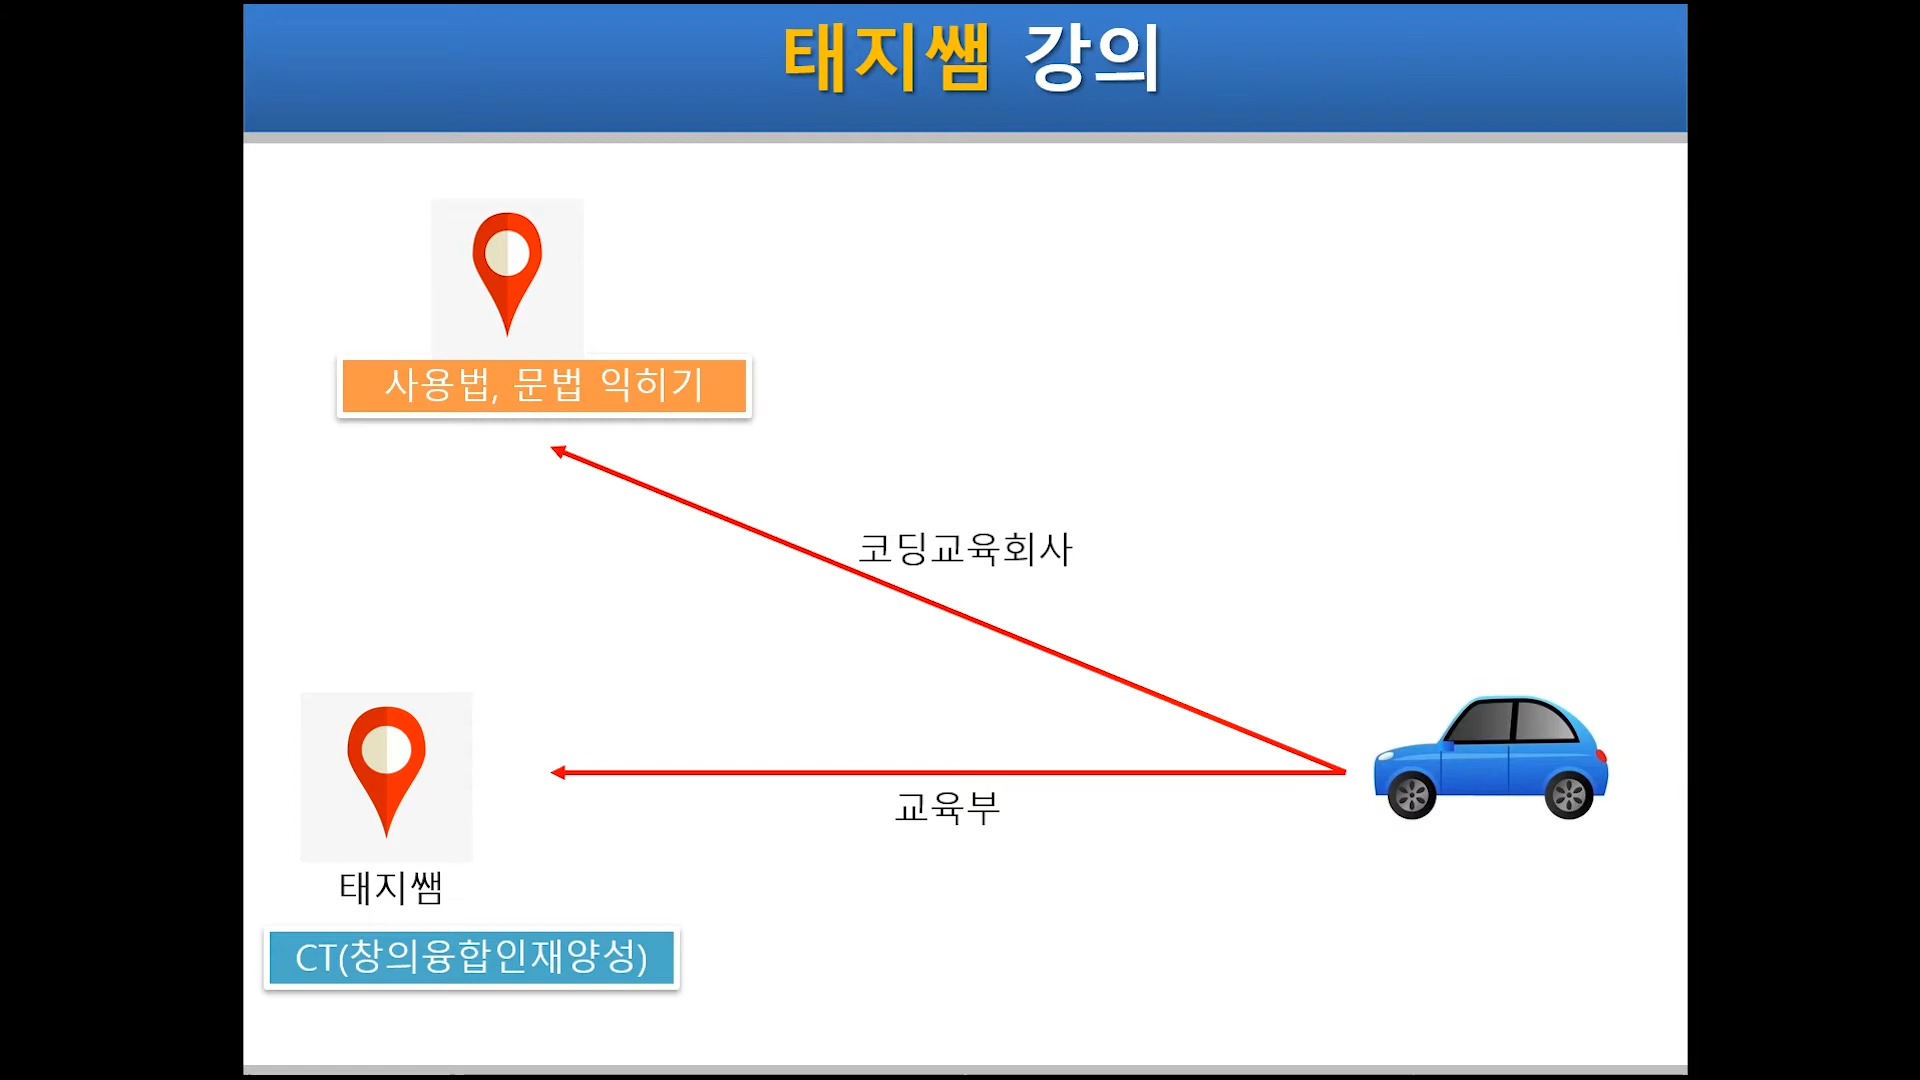 태지쌤 강의
사용법, 문법 익히기
코딩교육회사
교육부
태지쌤
CT(창의융합인재양성)